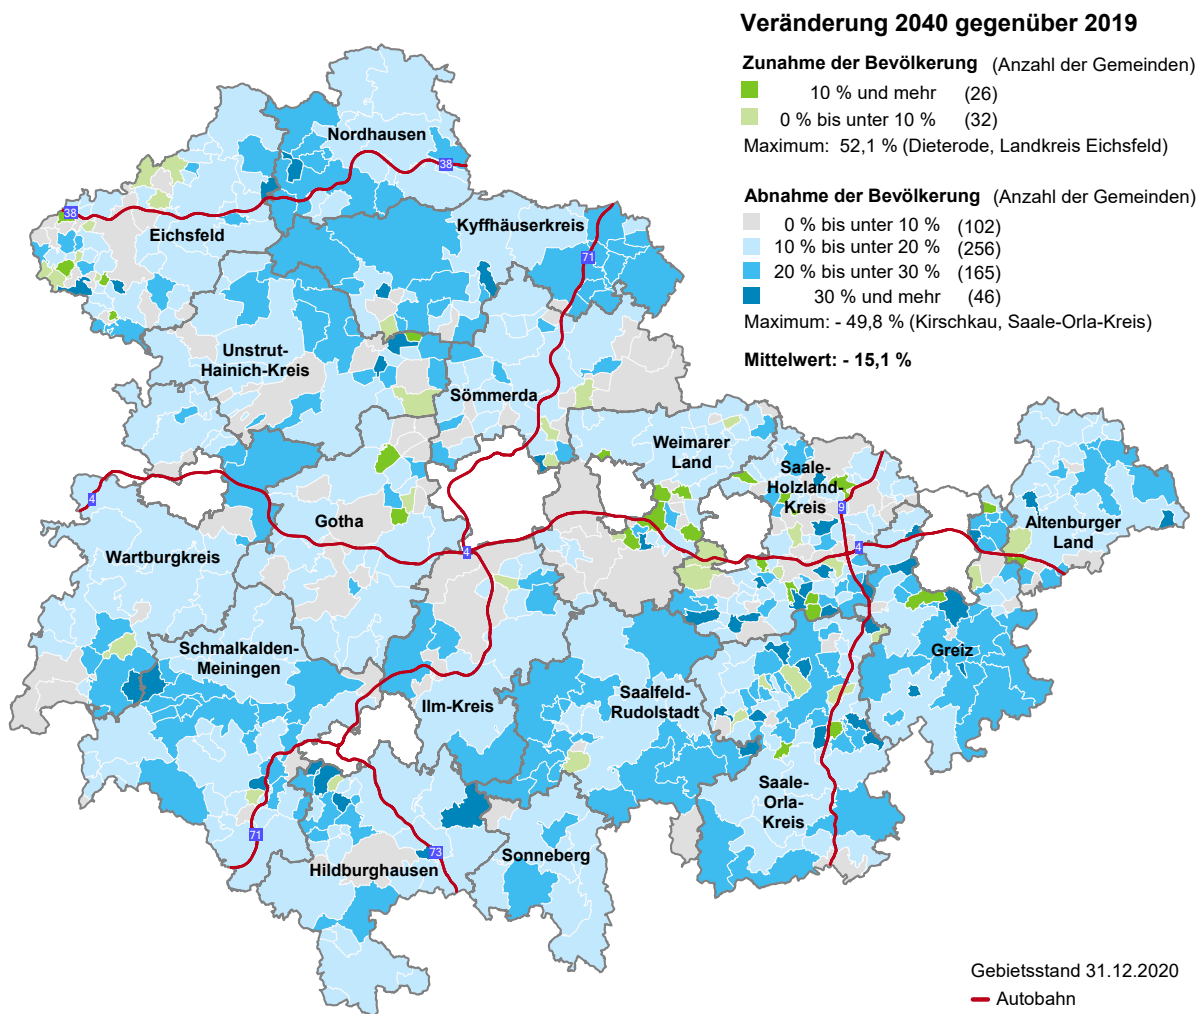 Veränderung 2040 gegenüber 2019
Zunahme der Bevölkerung (Anzahl der Gemeinden)
10 % und mehr (26)
0 % bis unter 10 % (32)
Maximum: 52,1 % (Dieterode, Landkreis Eichsfeld)
Abnahme der Bevölkerung (Anzahl der Gemeinden)
0 % bis unter 10 % (102)
10 % bis unter 20 % (256)
20 % bis unter 30 % (165)
30 % und mehr (46)
Maximum: - 49,8 % (Kirschkau, Saale-Orla-Kreis)
Mittelwert: - 15,1 %
Nordhausen
38
38
Eichsfeld
Kyffhäuserkreis
71
Unstrut-
Hainich-Kreis
Sömmerda
Weimarer
Land
Saale-
Holzland-
Kreis
4
9
Gotha
Altenburger
Land
4
4
Wartburgkreis
Schmalkalden-
Meiningen
Greiz
Ilm-Kreis
Saalfeld-
Rudolstadt
Saale-
Orla-
Kreis
71
73
Sonneberg
Hildburghausen
Gebietsstand 31.12.2020
Autobahn